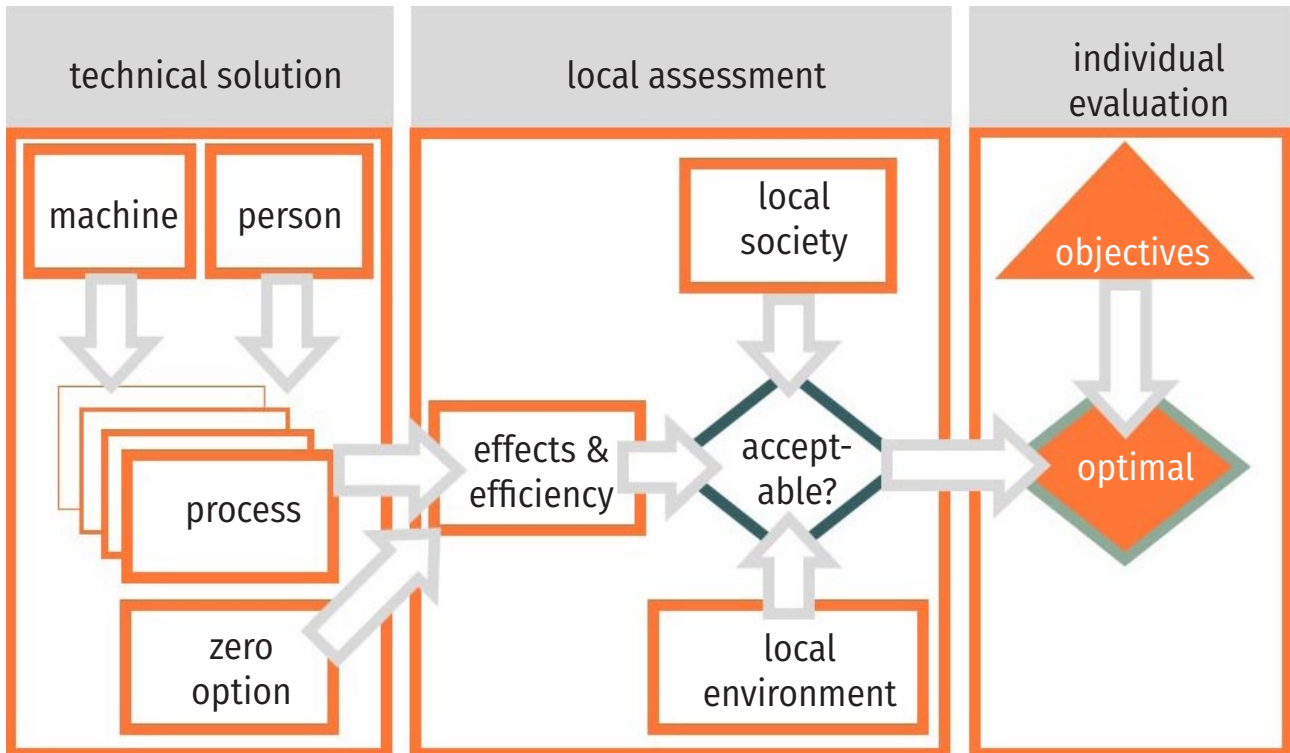 technical solution
local assessment
individual
evaluation
machine
person
process
zero
option
effects &
efficiency
local
society
accept-
able?
local
environment
objectives
optimal